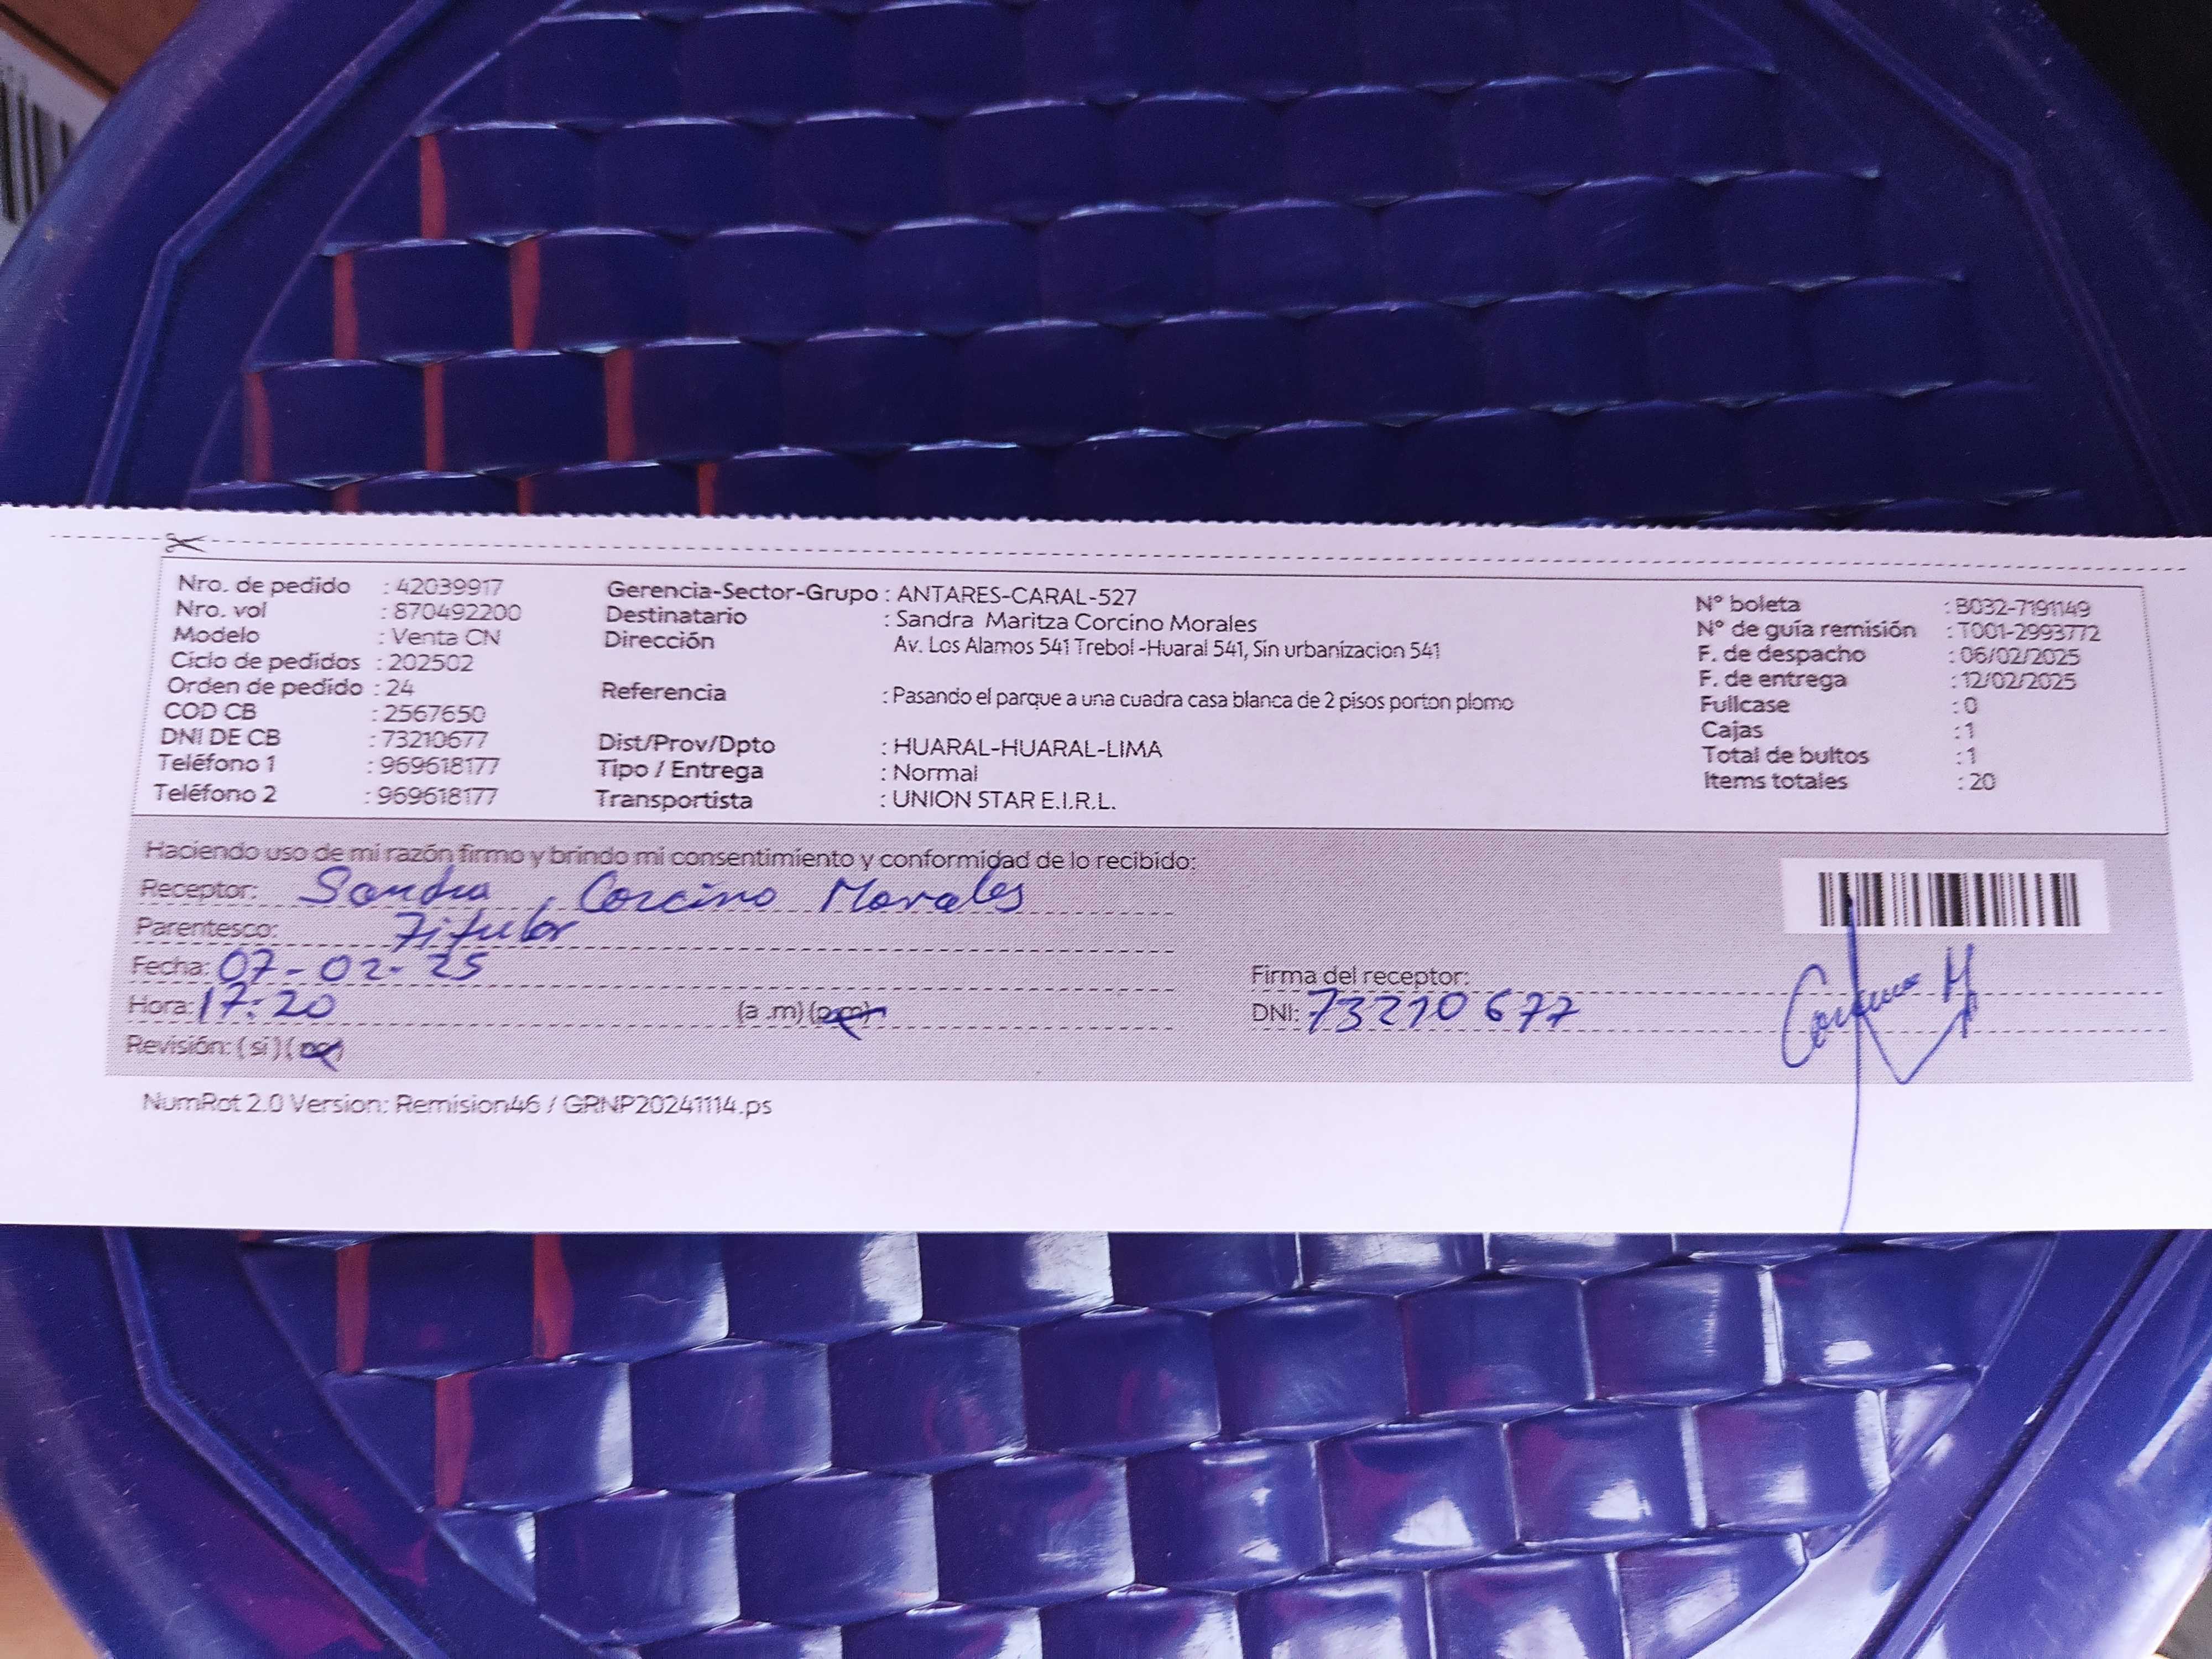 Nro. de pedido : 42039917
Nro. vol : 870492200
Modelo : Venta CN
Ciclo de pedidos : 202502
Orden de pedido : 24
COD CB : 2567650
DNI DE CB : 73210677
Teléfono 1 : 969618177
Teléfono 2 : 969618177
Gerencia-Sector-Grupo : ANTARES-CARAL-527
Destinatario : Sandra Maritza Corcino Morales
Dirección Av. Los Alamos 541 Trebol -Huaral 541, Sin urbanizacion 541
Referencia : Pasando el parque a una cuadra casa blanca de 2 pisos porton plomo
Dist/Prov/Dpto : HUARAL-HUARAL-LIMA
Tipo / Entrega : Normal
Transportista : UNION STAR E.I.R.L.
N° boleta : B032-7191149
N° de guía remisión : T001-2993772
F. de despacho : 06/02/2025
F. de entrega : 12/02/2025
Fullcase : 0
Cajas : 1
Total de bultos : 1
Items totales : 20
Haciendo uso de mi razón firmo y brindo mi consentimiento y conformidad de lo recibido:
Receptor: Sandra Corcino Morales
Parentesco: Titular
Fecha: 07-02-25
Hora: 17:20 (a .m) (p.m)
Revisión: ( si ) ( no )
Firma del receptor:
DNI: 73210677
NumRot 2.0 Version: Remision46 / GRNP20241114.ps